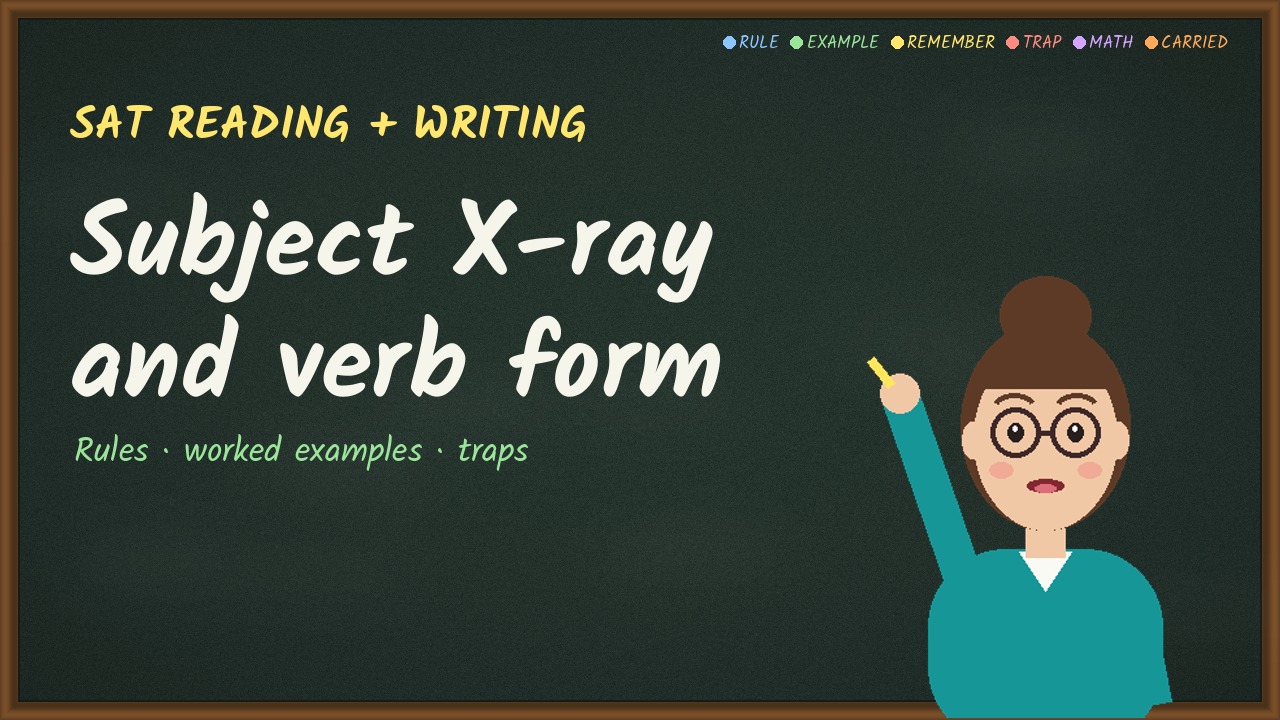 RULE EXAMPLE REMEMBER TRAP MATH CARRIED
SAT READING + WRITING
Subject X-ray
and verb form
Rules · worked examples · traps